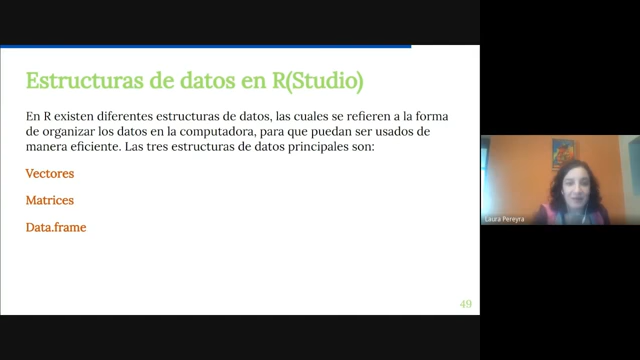 Estructuras de datos en R(Studio)
En R existen diferentes estructuras de datos, las cuales se refieren a la forma
de organizar los datos en la computadora, para que puedan ser usados de
manera eficiente. Las tres estructuras de datos principales son:
Vectores
Matrices
Data.frame
49
Laura Pereyra